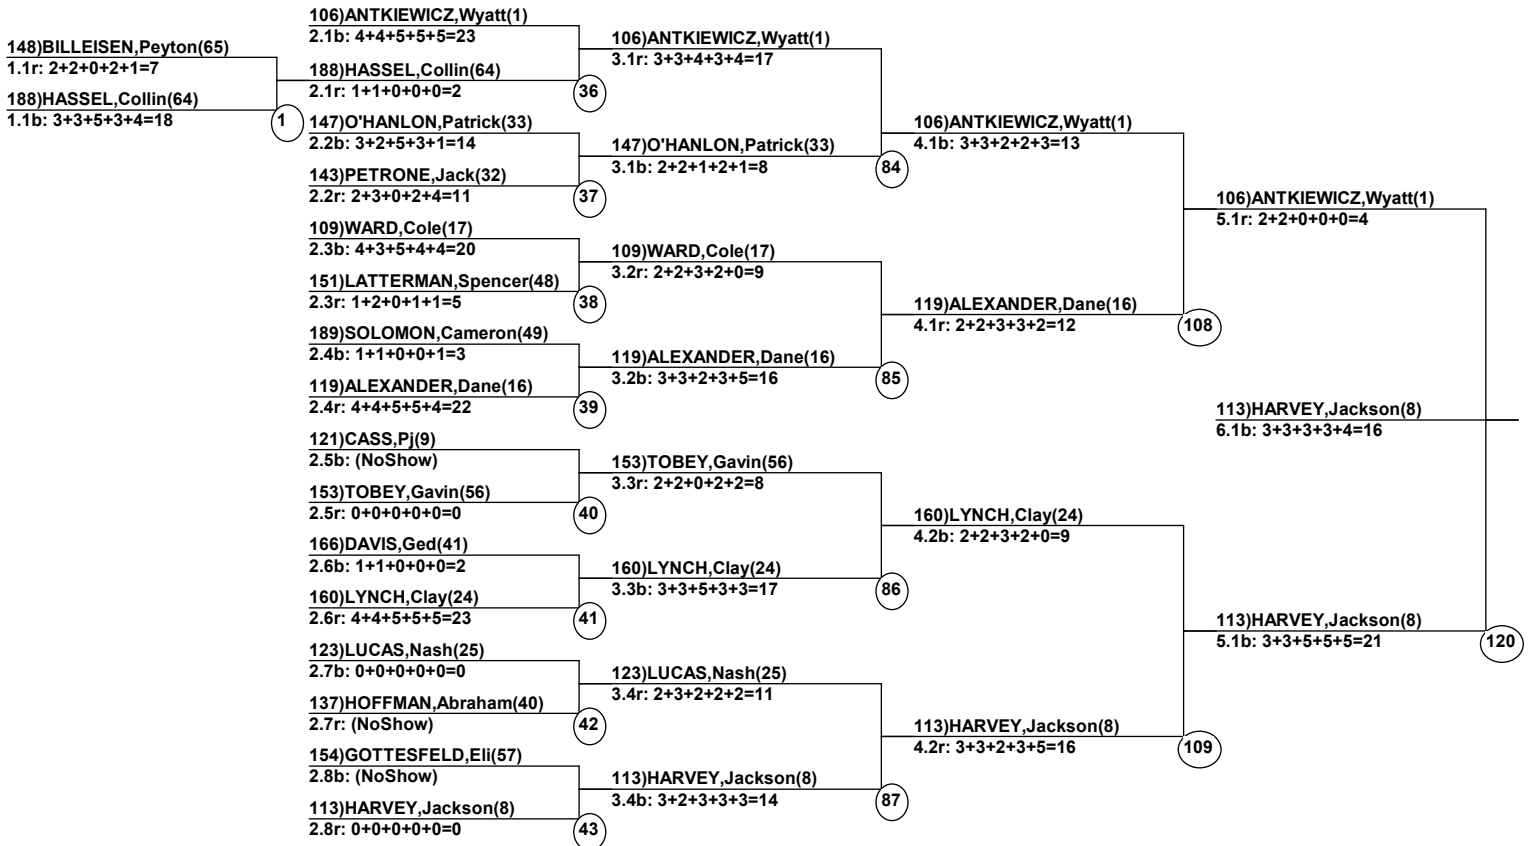 148)BILLEISEN,Peyton(65)
1.1r: 2+2+0+2+1=7
188)HASSEL,Collin(64)
1.1b: 3+3+5+3+4=18
1
106)ANTKIEWICZ,Wyatt(1)
2.1b: 4+4+5+5+5=23
188)HASSEL,Collin(64)
2.1r: 1+1+0+0+0=2
36
147)O'HANLON,Patrick(33)
2.2b: 3+2+5+3+1=14
143)PETRONE,Jack(32)
2.2r: 2+3+0+2+4=11
37
109)WARD,Cole(17)
2.3b: 4+3+5+4+4=20
151)LATTERMAN,Spencer(48)
2.3r: 1+2+0+1+1=5
38
189)SOLOMON,Cameron(49)
2.4b: 1+1+0+0+1=3
119)ALEXANDER,Dane(16)
2.4r: 4+4+5+5+4=22
39
121)CASS,Pj(9)
2.5b: (NoShow)
153)TOBEY,Gavin(56)
2.5r: 0+0+0+0+0=0
40
166)DAVIS,Ged(41)
2.6b: 1+1+0+0+0=2
160)LYNCH,Clay(24)
2.6r: 4+4+5+5+5=23
41
123)LUCAS,Nash(25)
2.7b: 0+0+0+0+0=0
137)HOFFMAN,Abraham(40)
2.7r: (NoShow)
42
154)GOTTESFELD,Eli(57)
2.8b: (NoShow)
113)HARVEY,Jackson(8)
2.8r: 0+0+0+0+0=0
43
106)ANTKIEWICZ,Wyatt(1)
3.1r: 3+3+4+3+4=17
147)O'HANLON,Patrick(33)
3.1b: 2+2+1+2+1=8
84
109)WARD,Cole(17)
3.2r: 2+2+3+2+0=9
119)ALEXANDER,Dane(16)
3.2b: 3+3+2+3+5=16
85
153)TOBEY,Gavin(56)
3.3r: 2+2+0+2+2=8
160)LYNCH,Clay(24)
3.3b: 3+3+5+3+3=17
86
123)LUCAS,Nash(25)
3.4r: 2+3+2+2+2=11
113)HARVEY,Jackson(8)
3.4b: 3+2+3+3+3=14
87
106)ANTKIEWICZ,Wyatt(1)
4.1b: 3+3+2+2+3=13
119)ALEXANDER,Dane(16)
4.1r: 2+2+3+3+2=12
108
160)LYNCH,Clay(24)
4.2b: 2+2+3+2+0=9
113)HARVEY,Jackson(8)
4.2r: 3+3+2+3+5=16
109
106)ANTKIEWICZ,Wyatt(1)
5.1r: 2+2+0+0+0=4
113)HARVEY,Jackson(8)
5.1b: 3+3+5+5+5=21
120
113)HARVEY,Jackson(8)
6.1b: 3+3+3+3+4=16